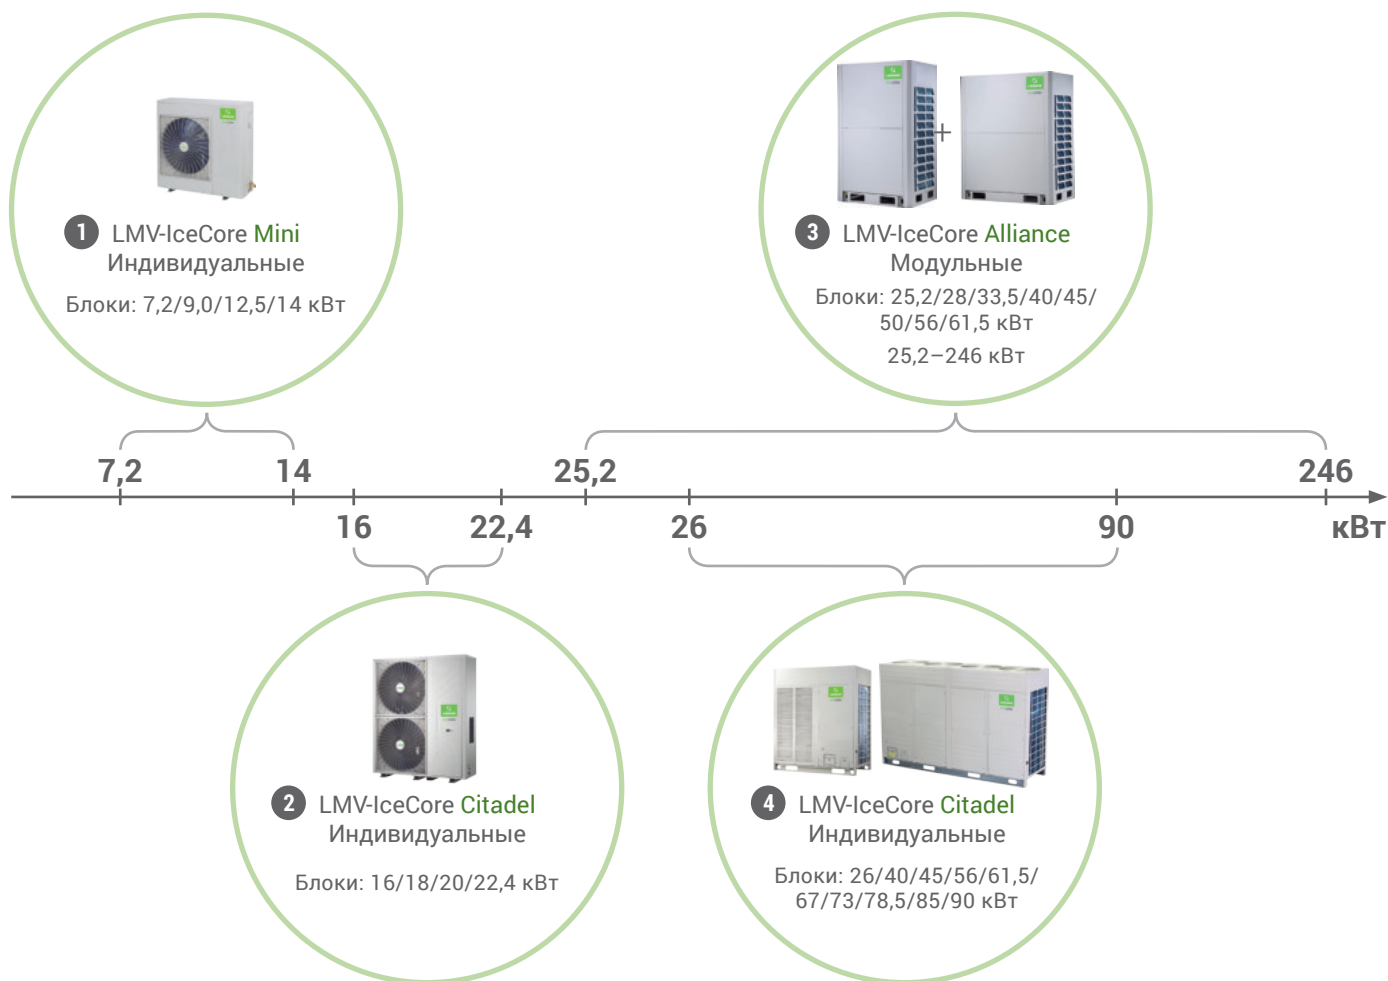 1 LMV-IceCore Mini
Индивидуальные
Блоки: 7,2/9,0/12,5/14 кВт
3 LMV-IceCore Alliance
Модульные
Блоки: 25,2/28/33,5/40/45/
50/56/61,5 кВт
25,2–246 кВт
+
7,2 14 25,2 246
16 22,4 26 90 кВт
2 LMV-IceCore Citadel
Индивидуальные
Блоки: 16/18/20/22,4 кВт
4 LMV-IceCore Citadel
Индивидуальные
Блоки: 26/40/45/56/61,5/
67/73/78,5/85/90 кВт